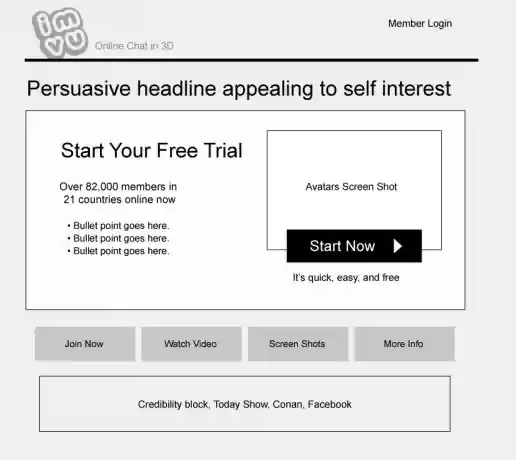 imvu
Member Login
Online Chat in 3D
Persuasive headline appealing to self interest
Start Your Free Trial
Over 82,000 members in
21 countries online now
• Bullet point goes here.
• Bullet point goes here.
• Bullet point goes here.
Avatars Screen Shot
Start Now
It's quick, easy, and free
Join Now
Watch Video
Screen Shots
More Info
Credibility block, Today Show, Conan, Facebook